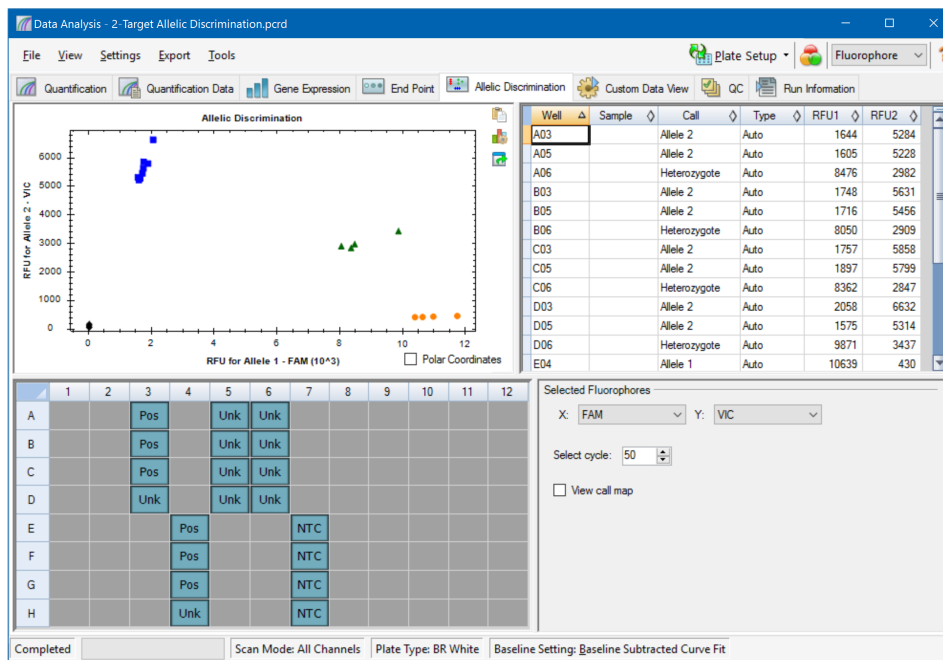 Data Analysis - 2-Target Allelic Discrimination.pcrd
File View Settings Export Tools Plate Setup Fluorophore
Quantification Quantification Data Gene Expression End Point Allelic Discrimination Custom Data View QC Run Information
Allelic Discrimination
RFU for Allele 2 - VIC
6000
5000
4000
3000
2000
1000
0
0 2 4 6 8 10 12
RFU for Allele 1 - FAM (10^3)
Polar Coordinates
Well Sample Call Type RFU1 RFU2
A03 Allele 2 Auto 1644 5284
A05 Allele 2 Auto 1605 5228
A06 Heterozygote Auto 8476 2982
B03 Allele 2 Auto 1748 5631
B05 Allele 2 Auto 1716 5456
B06 Heterozygote Auto 8050 2909
C03 Allele 2 Auto 1757 5858
C05 Allele 2 Auto 1897 5799
C06 Heterozygote Auto 8362 2847
D03 Allele 2 Auto 2058 6632
D05 Allele 2 Auto 1575 5314
D06 Heterozygote Auto 9871 3437
E04 Allele 1 Auto 10639 430
1 2 3 4 5 6 7 8 9 10 11 12
A Pos Unk Unk
B Pos Unk Unk
C Pos Unk Unk
D Unk Unk Unk
E Pos NTC
F Pos NTC
G Pos NTC
H Unk NTC
Selected Fluorophores
X: FAM Y: VIC
Select cycle: 50
View call map
Completed Scan Mode: All Channels Plate Type: BR White Baseline Setting: Baseline Subtracted Curve Fit